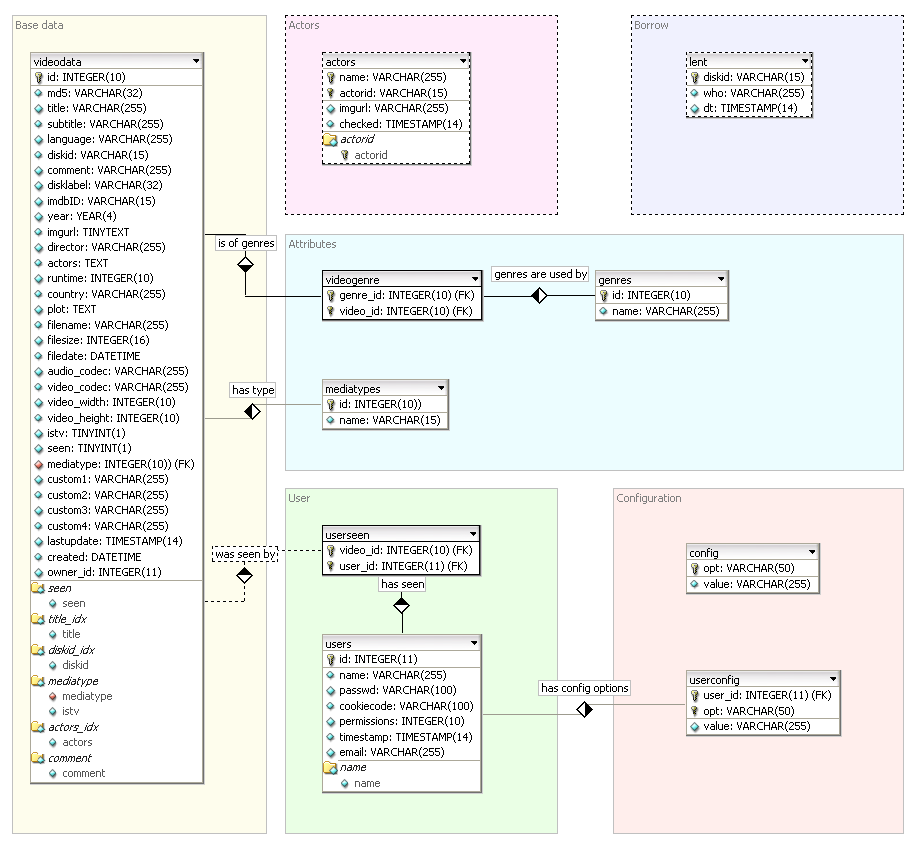 Base data
videodata
id: INTEGER(10)
md5: VARCHAR(32)
title: VARCHAR(255)
subtitle: VARCHAR(255)
language: VARCHAR(255)
diskid: VARCHAR(15)
comment: VARCHAR(255)
disklabel: VARCHAR(32)
imdbID: VARCHAR(15)
year: YEAR(4)
imgurl: TINYTEXT
director: VARCHAR(255)
actors: TEXT
runtime: INTEGER(10)
country: VARCHAR(255)
plot: TEXT
filename: VARCHAR(255)
filesize: INTEGER(16)
filedate: DATETIME
audio_codec: VARCHAR(255)
video_codec: VARCHAR(255)
video_width: INTEGER(10)
video_height: INTEGER(10)
istv: TINYINT(1)
seen: TINYINT(1)
mediatype: INTEGER(10)) (FK)
custom1: VARCHAR(255)
custom2: VARCHAR(255)
custom3: VARCHAR(255)
custom4: VARCHAR(255)
lastupdate: TIMESTAMP(14)
created: DATETIME
owner_id: INTEGER(11)
seen
seen
title_idx
title
diskid_idx
diskid
mediatype
mediatype
istv
actors_idx
actors
comment
comment
Actors
actors
name: VARCHAR(255)
actorid: VARCHAR(15)
imgurl: VARCHAR(255)
checked: TIMESTAMP(14)
actorid
actorid
Borrow
lent
diskid: VARCHAR(15)
who: VARCHAR(255)
dt: TIMESTAMP(14)
is of genres
Attributes
videogenre
genre_id: INTEGER(10) (FK)
video_id: INTEGER(10) (FK)
genres are used by
genres
id: INTEGER(10)
name: VARCHAR(255)
has type
mediatypes
id: INTEGER(10))
name: VARCHAR(15)
User
was seen by
userseen
video_id: INTEGER(10) (FK)
user_id: INTEGER(11) (FK)
has seen
users
id: INTEGER(11)
name: VARCHAR(255)
passwd: VARCHAR(100)
cookiecode: VARCHAR(100)
permissions: INTEGER(10)
timestamp: TIMESTAMP(14)
email: VARCHAR(255)
name
name
has config options
Configuration
config
opt: VARCHAR(50)
value: VARCHAR(255)
userconfig
user_id: INTEGER(11) (FK)
opt: VARCHAR(50)
value: VARCHAR(255)